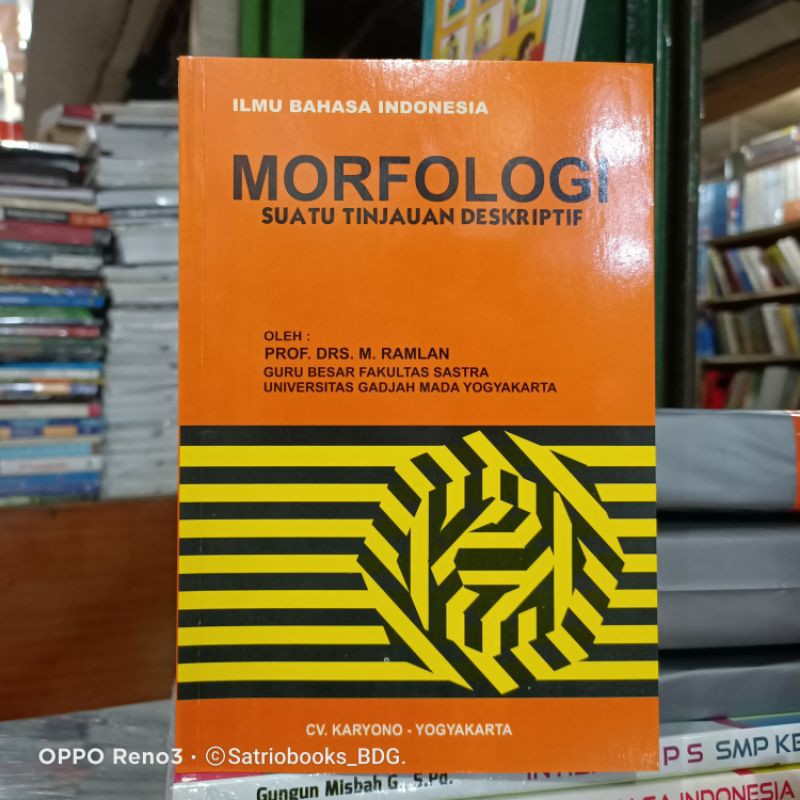 ILMU BAHASA INDONESIA
MORFOLOGI
SUATU TINJAUAN DESKRIPTIF
OLEH :
PROF. DRS. M. RAMLAN
GURU BESAR FAKULTAS SASTRA
UNIVERSITAS GADJAH MADA YOGYAKARTA
CV. KARYONO - YOGYAKARTA
OPPO Reno3 · ©Satriobooks_BDG.
Gungun Misbah G., S.Pd.
P S SMP KE
INDONESIA